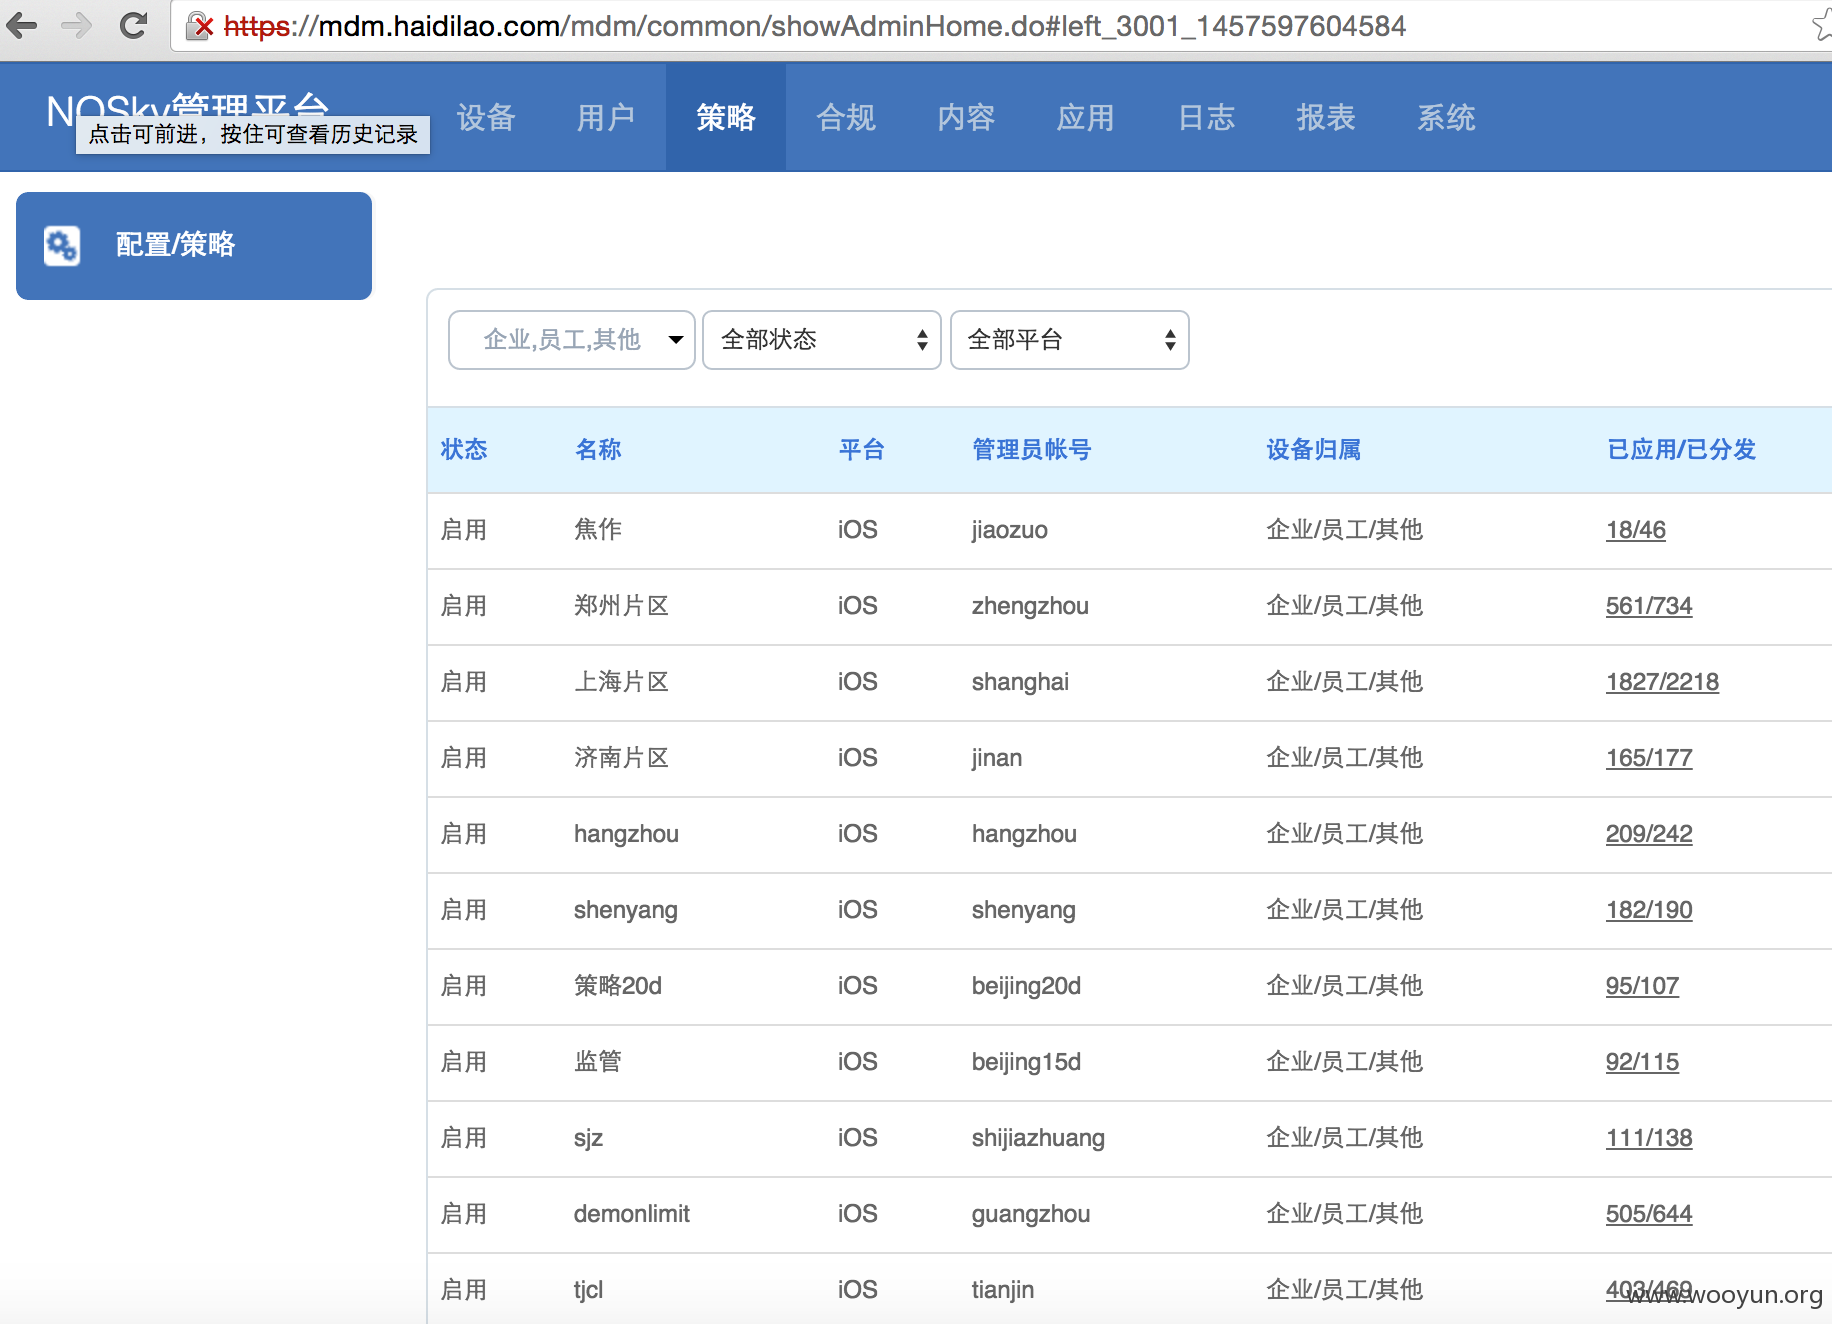 https://mdm.haidilao.com/mdm/common/showAdminHome.do#left_3001_1457597604584
NQSky管理平台 设备 用户 策略 合规 内容 应用 日志 报表 系统
点击可前进，按住可查看历史记录
配置/策略
企业,员工,其他 全部状态 全部平台
状态 名称 平台 管理员帐号 设备归属 已应用/已分发
启用 焦作 iOS jiaozuo 企业/员工/其他 18/46
启用 郑州片区 iOS zhengzhou 企业/员工/其他 561/734
启用 上海片区 iOS shanghai 企业/员工/其他 1827/2218
启用 济南片区 iOS jinan 企业/员工/其他 165/177
启用 hangzhou iOS hangzhou 企业/员工/其他 209/242
启用 shenyang iOS shenyang 企业/员工/其他 182/190
启用 策略20d iOS beijing20d 企业/员工/其他 95/107
启用 监管 iOS beijing15d 企业/员工/其他 92/115
启用 sjz iOS shijiazhuang 企业/员工/其他 111/138
启用 demonlimit iOS guangzhou 企业/员工/其他 505/644
启用 tjcl iOS tianjin 企业/员工/其他 403/469
www.wooyun.org